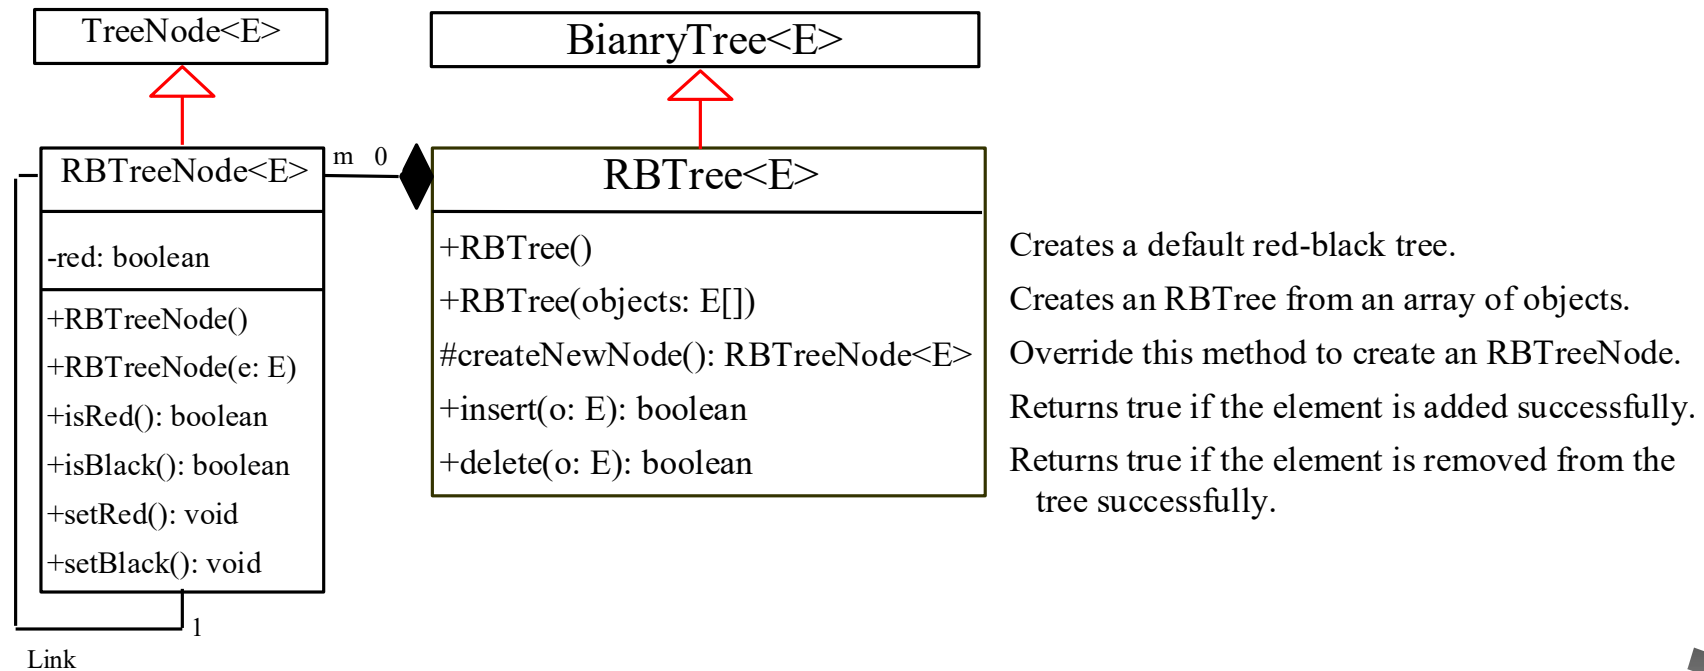 TreeNode<E>
BianryTree<E>
RBTreeNode<E>
m 0
RBTree<E>
-red: boolean
+RBTreeNode()
+RBTreeNode(e: E)
+isRed(): boolean
+isBlack(): boolean
+setRed(): void
+setBlack(): void
1
Link
+RBTree()
Creates a default red-black tree.
+RBTree(objects: E[])
Creates an RBTree from an array of objects.
#createNewNode(): RBTreeNode<E>
Override this method to create an RBTreeNode.
+insert(o: E): boolean
Returns true if the element is added successfully.
+delete(o: E): boolean
Returns true if the element is removed from the
tree successfully.